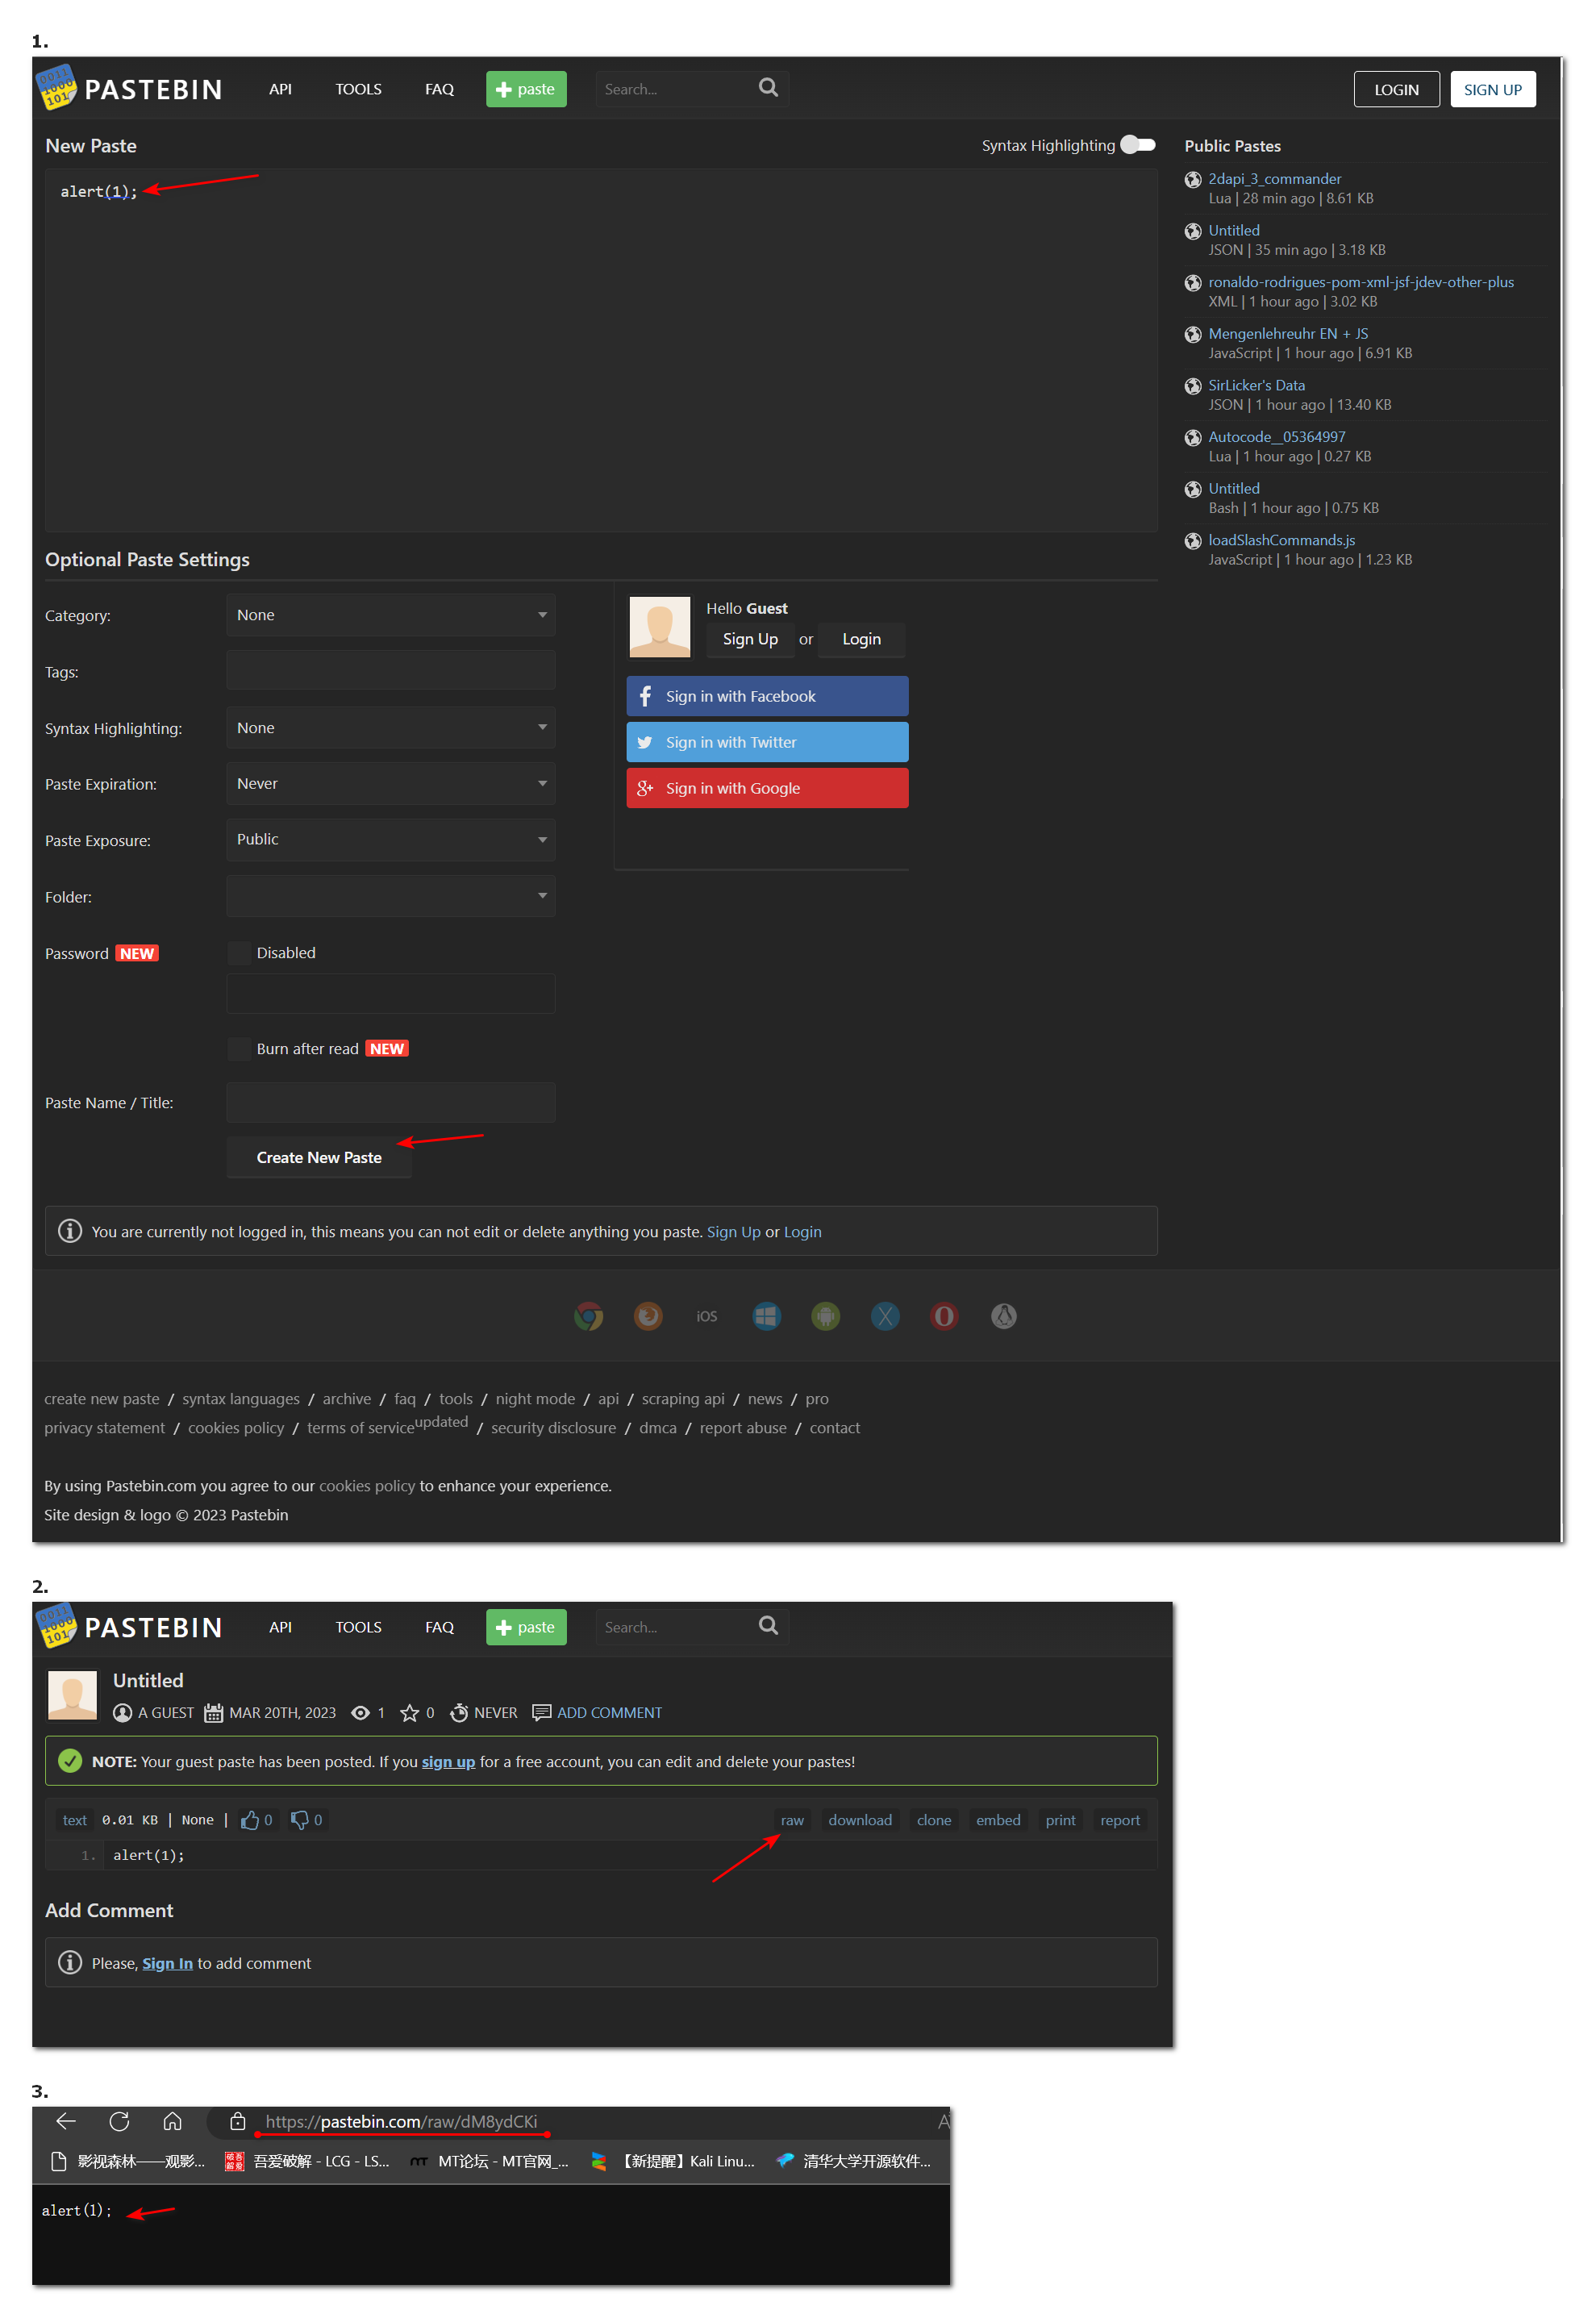 1.
PASTEBIN API TOOLS FAQ + paste Search... LOGIN SIGN UP
New Paste
Syntax Highlighting
alert(1);
Public Pastes
2dapi_3_commander
Lua | 28 min ago | 8.61 KB
Untitled
JSON | 35 min ago | 3.18 KB
ronaldo-rodrigues-pom-xml-jsf-jdev-other-plus
XML | 1 hour ago | 3.02 KB
Mengenlehreuhr EN + JS
JavaScript | 1 hour ago | 6.91 KB
SirLicker's Data
JSON | 1 hour ago | 13.40 KB
Autocode__05364997
Lua | 1 hour ago | 0.27 KB
Untitled
Bash | 1 hour ago | 0.75 KB
loadSlashCommands.js
JavaScript | 1 hour ago | 1.23 KB
Optional Paste Settings
Category: None
Tags:
Syntax Highlighting: None
Paste Expiration: Never
Paste Exposure: Public
Folder:
Password NEW Disabled
Burn after read NEW
Paste Name / Title:
Create New Paste
Hello Guest
Sign Up or Login
Sign in with Facebook
Sign in with Twitter
Sign in with Google
You are currently not logged in, this means you can not edit or delete anything you paste. Sign Up or Login
iOS
create new paste / syntax languages / archive / faq / tools / night mode / api / scraping api / news / pro
privacy statement / cookies policy / terms of service updated / security disclosure / dmca / report abuse / contact
By using Pastebin.com you agree to our cookies policy to enhance your experience.
Site design & logo © 2023 Pastebin
2.
PASTEBIN API TOOLS FAQ + paste Search...
Untitled
A GUEST MAR 20TH, 2023 1 0 NEVER ADD COMMENT
NOTE: Your guest paste has been posted. If you sign up for a free account, you can edit and delete your pastes!
text 0.01 KB | None | 0 0 raw download clone embed print report
1. alert(1);
Add Comment
Please, Sign In to add comment
3.
https://pastebin.com/raw/dM8ydCKi
影视森林——观影... 吾爱破解 - LCG - LS... MT论坛 - MT官网_... 【新提醒】Kali Linu... 清华大学开源软件...
alert(1);